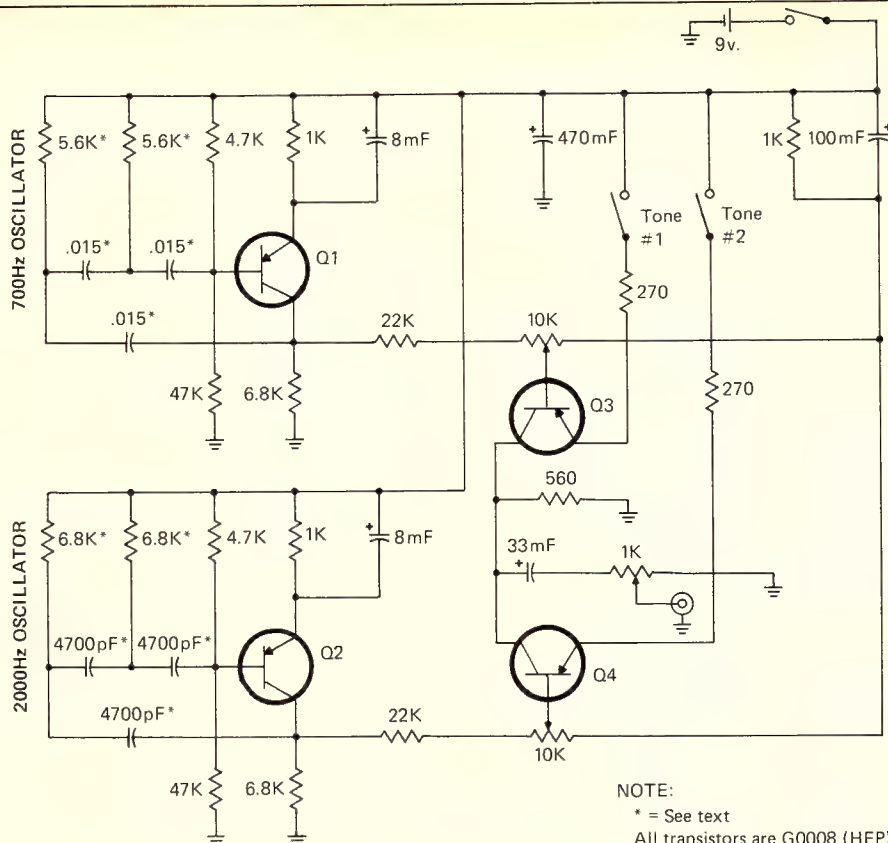 9v.
5.6K*
5.6K*
4.7K
1K
8mF
470mF
1K
100mF
700Hz OSCILLATOR
Tone
#1
Tone
#2
.015*
.015*
Q1
270
.015*
22K
10K
47K
6.8K
Q3
270
560
2000Hz OSCILLATOR
6.8K*
6.8K*
4.7K
1K
8mF
33mF
1K
4700pF*
4700pF*
Q2
Q4
4700pF*
22K
10K
47K
6.8K
NOTE:
* = See text
All transistors are G0008 (HEP)